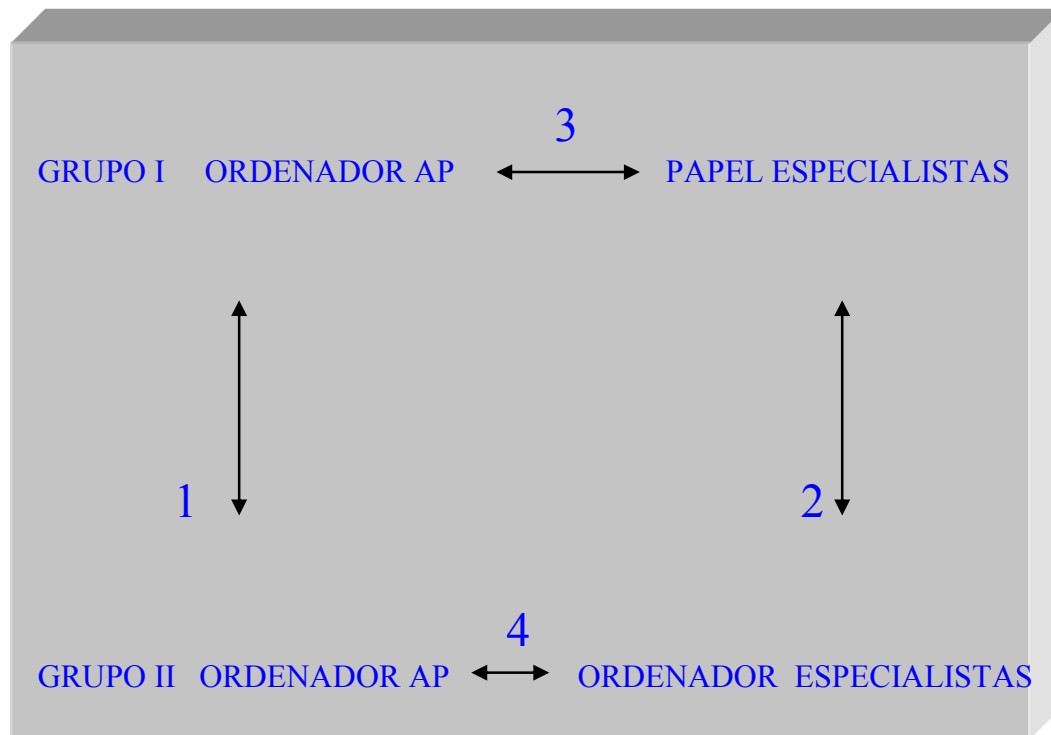 3
GRUPO I ORDENADOR AP PAPEL ESPECIALISTAS
1 2
4
GRUPO II ORDENADOR AP ORDENADOR ESPECIALISTAS